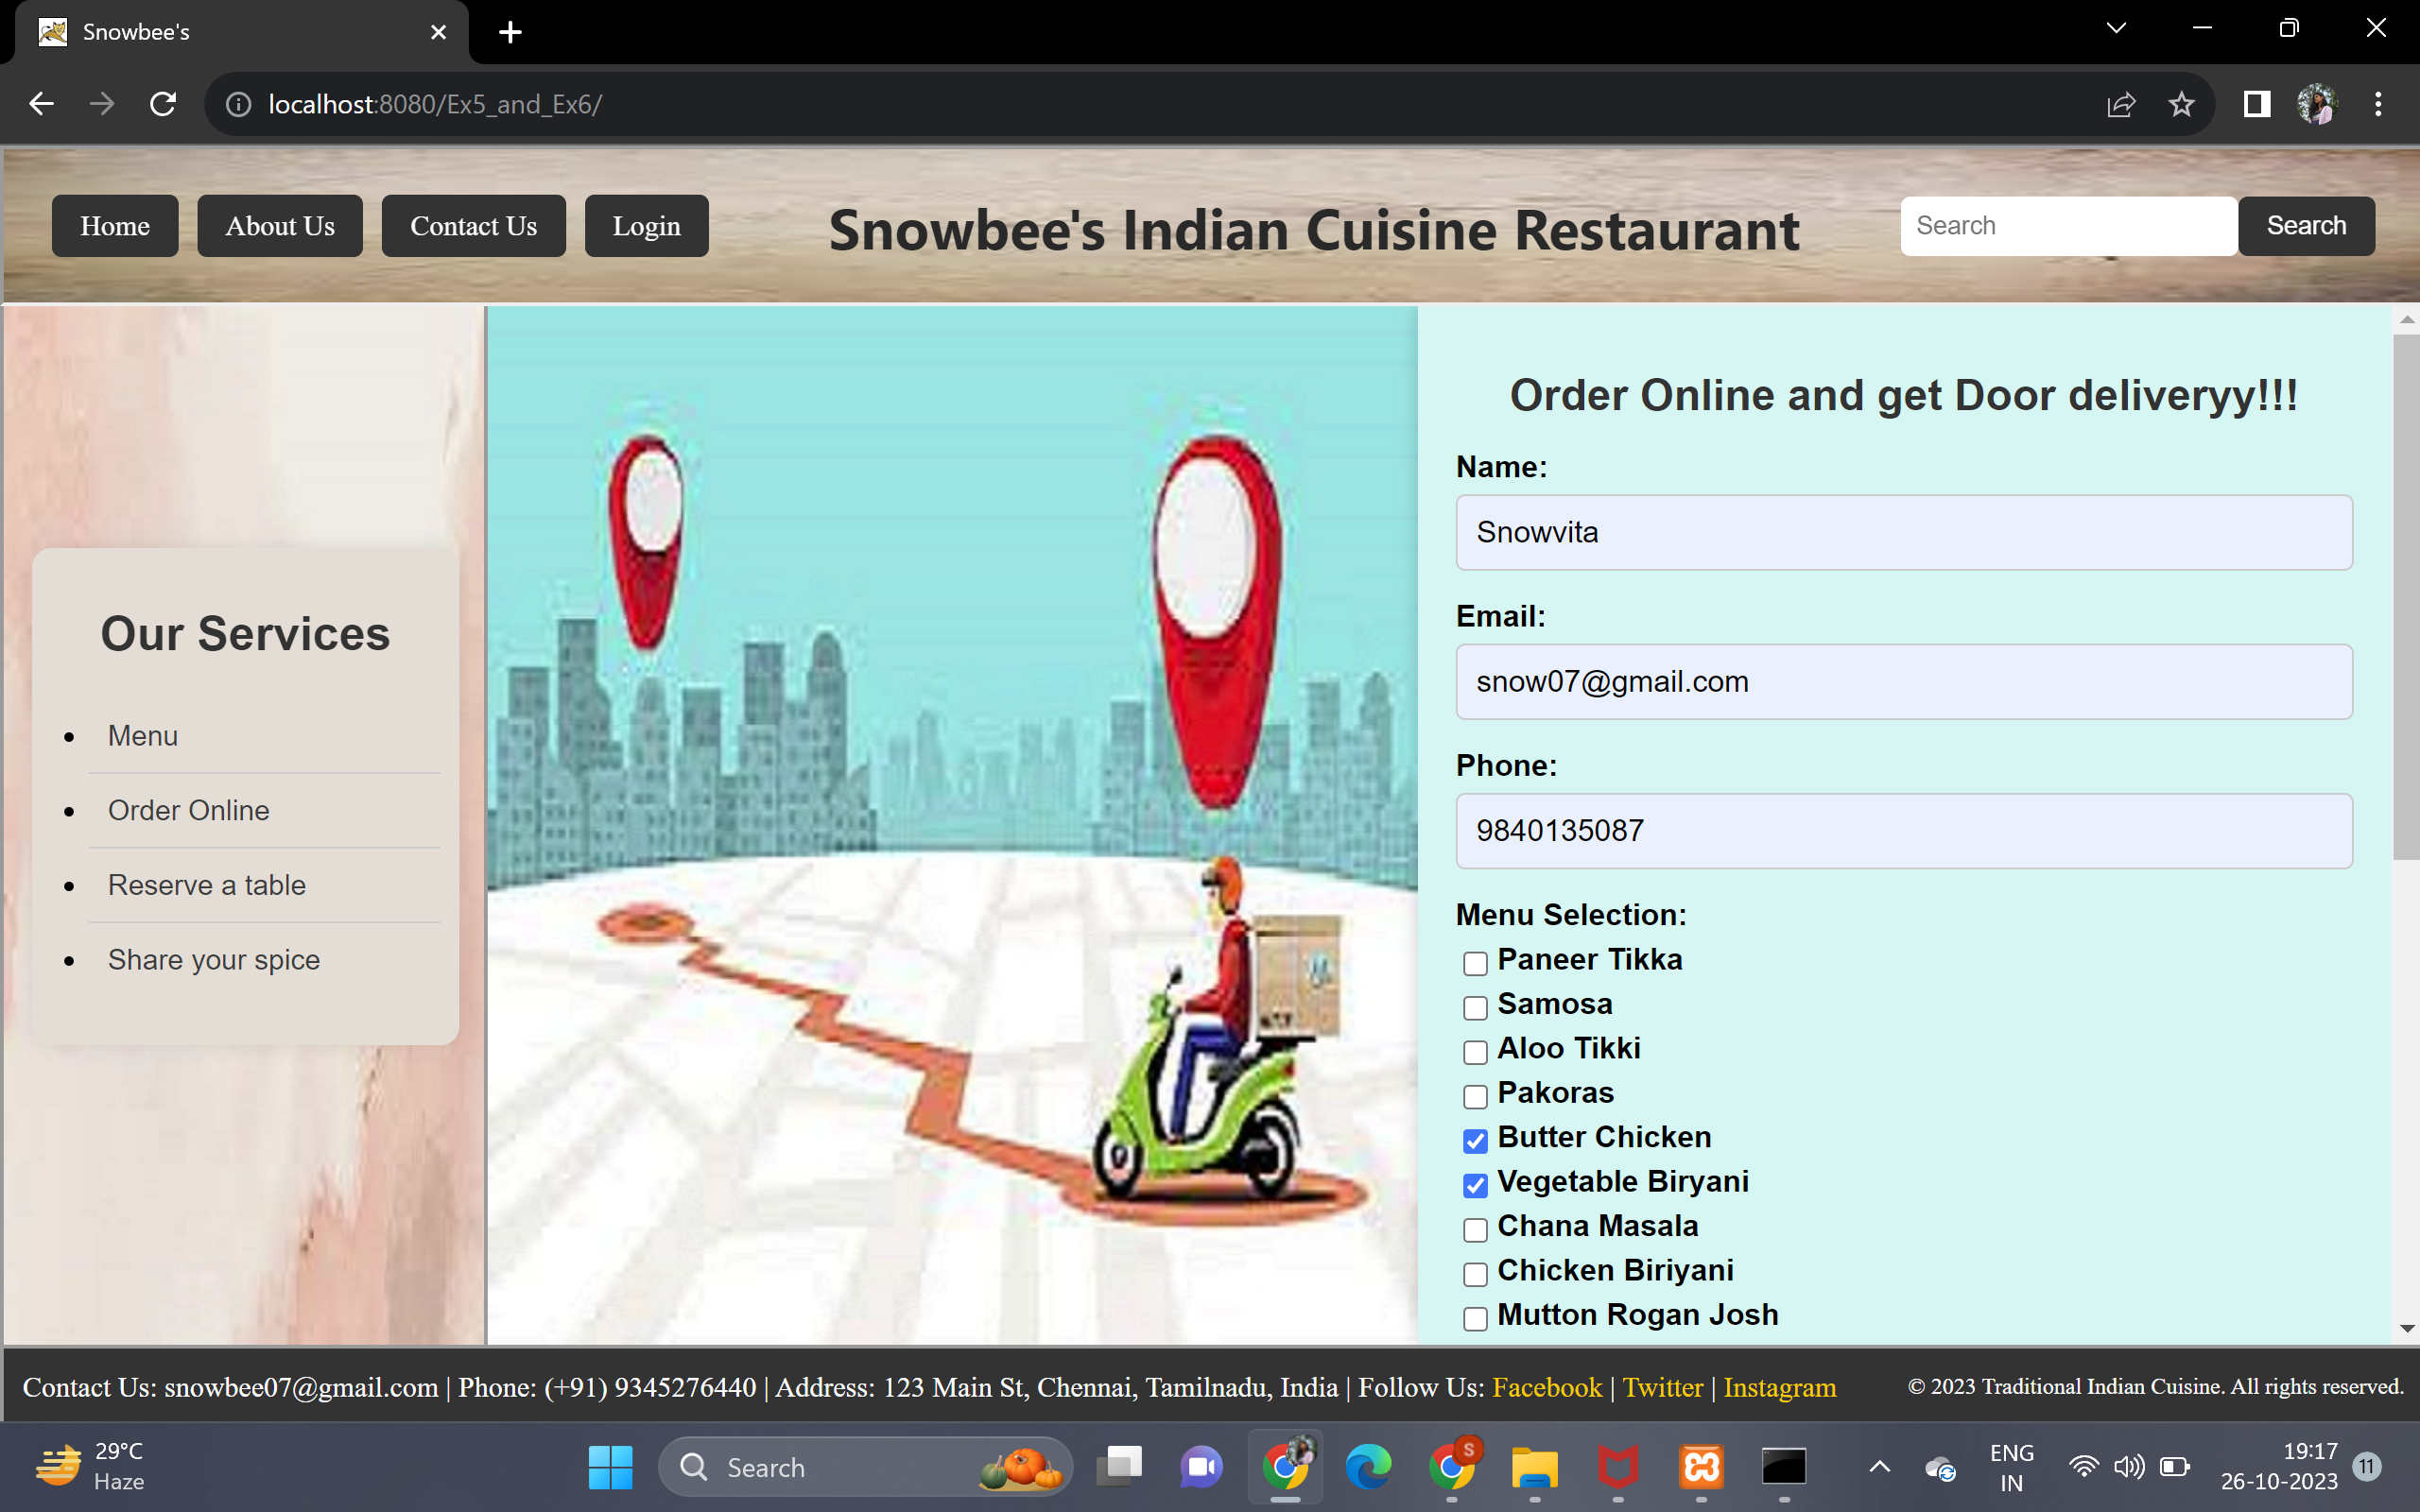 Snowbee's
localhost:8080/Ex5_and_Ex6/
Home About Us Contact Us Login Snowbee's Indian Cuisine Restaurant Search Search
Our Services
Menu
Order Online
Reserve a table
Share your spice
Order Online and get Door deliveryy!!!
Name:
Snowvita
Email:
snow07@gmail.com
Phone:
9840135087
Menu Selection:
Paneer Tikka
Samosa
Aloo Tikki
Pakoras
Butter Chicken
Vegetable Biryani
Chana Masala
Chicken Biriyani
Mutton Rogan Josh
Contact Us: snowbee07@gmail.com | Phone: (+91) 9345276440 | Address: 123 Main St, Chennai, Tamilnadu, India | Follow Us: Facebook | Twitter | Instagram © 2023 Traditional Indian Cuisine. All rights reserved.
29°C
Haze
Search
S
ENG
IN
19:17
26-10-2023
11